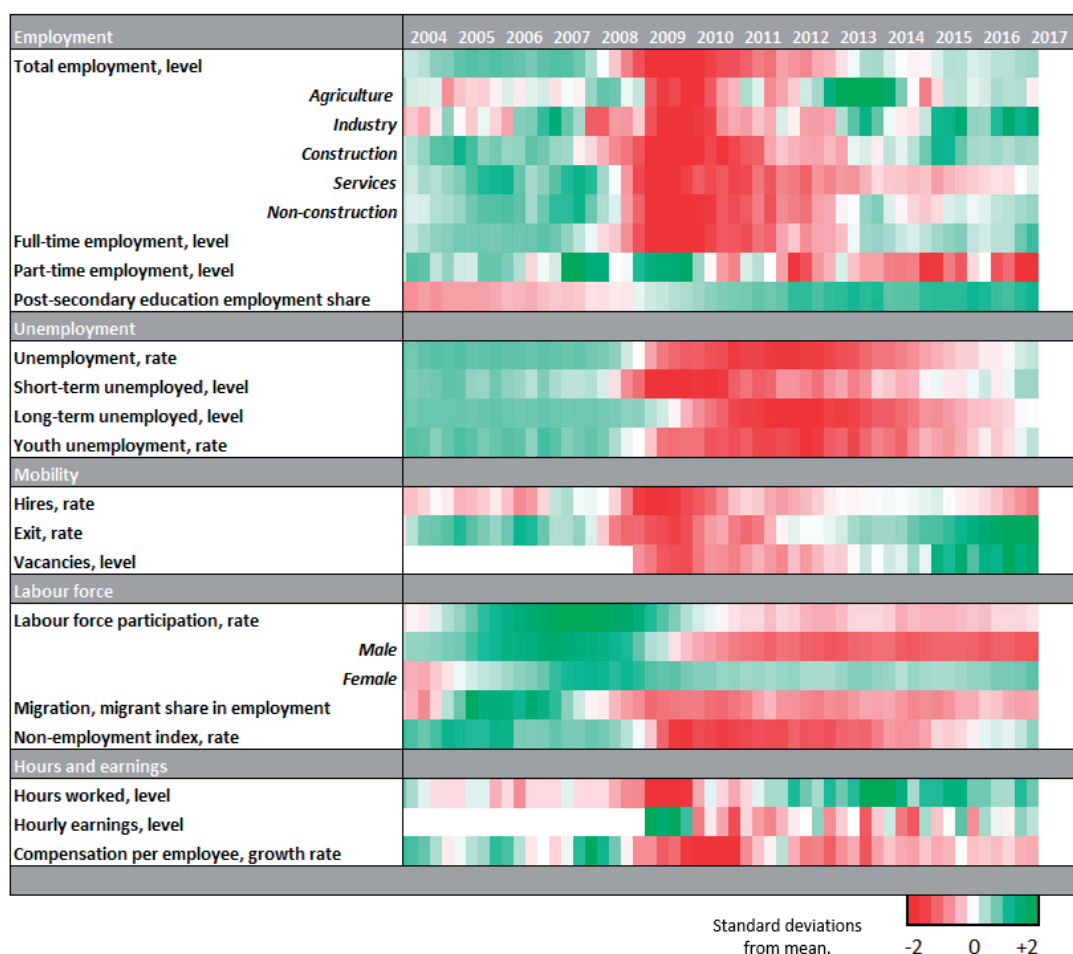 Employment 2004 2005 2006 2007 2008 2009 2010 2011 2012 2013 2014 2015 2016 2017
Total employment, level
Agriculture
Industry
Construction
Services
Non-construction
Full-time employment, level
Part-time employment, level
Post-secondary education employment share
Unemployment
Unemployment, rate
Short-term unemployed, level
Long-term unemployed, level
Youth unemployment, rate
Mobility
Hires, rate
Exit, rate
Vacancies, level
Labour force
Labour force participation, rate
Male
Female
Migration, migrant share in employment
Non-employment index, rate
Hours and earnings
Hours worked, level
Hourly earnings, level
Compensation per employee, growth rate
Standard deviations
from mean.
-2 0 +2